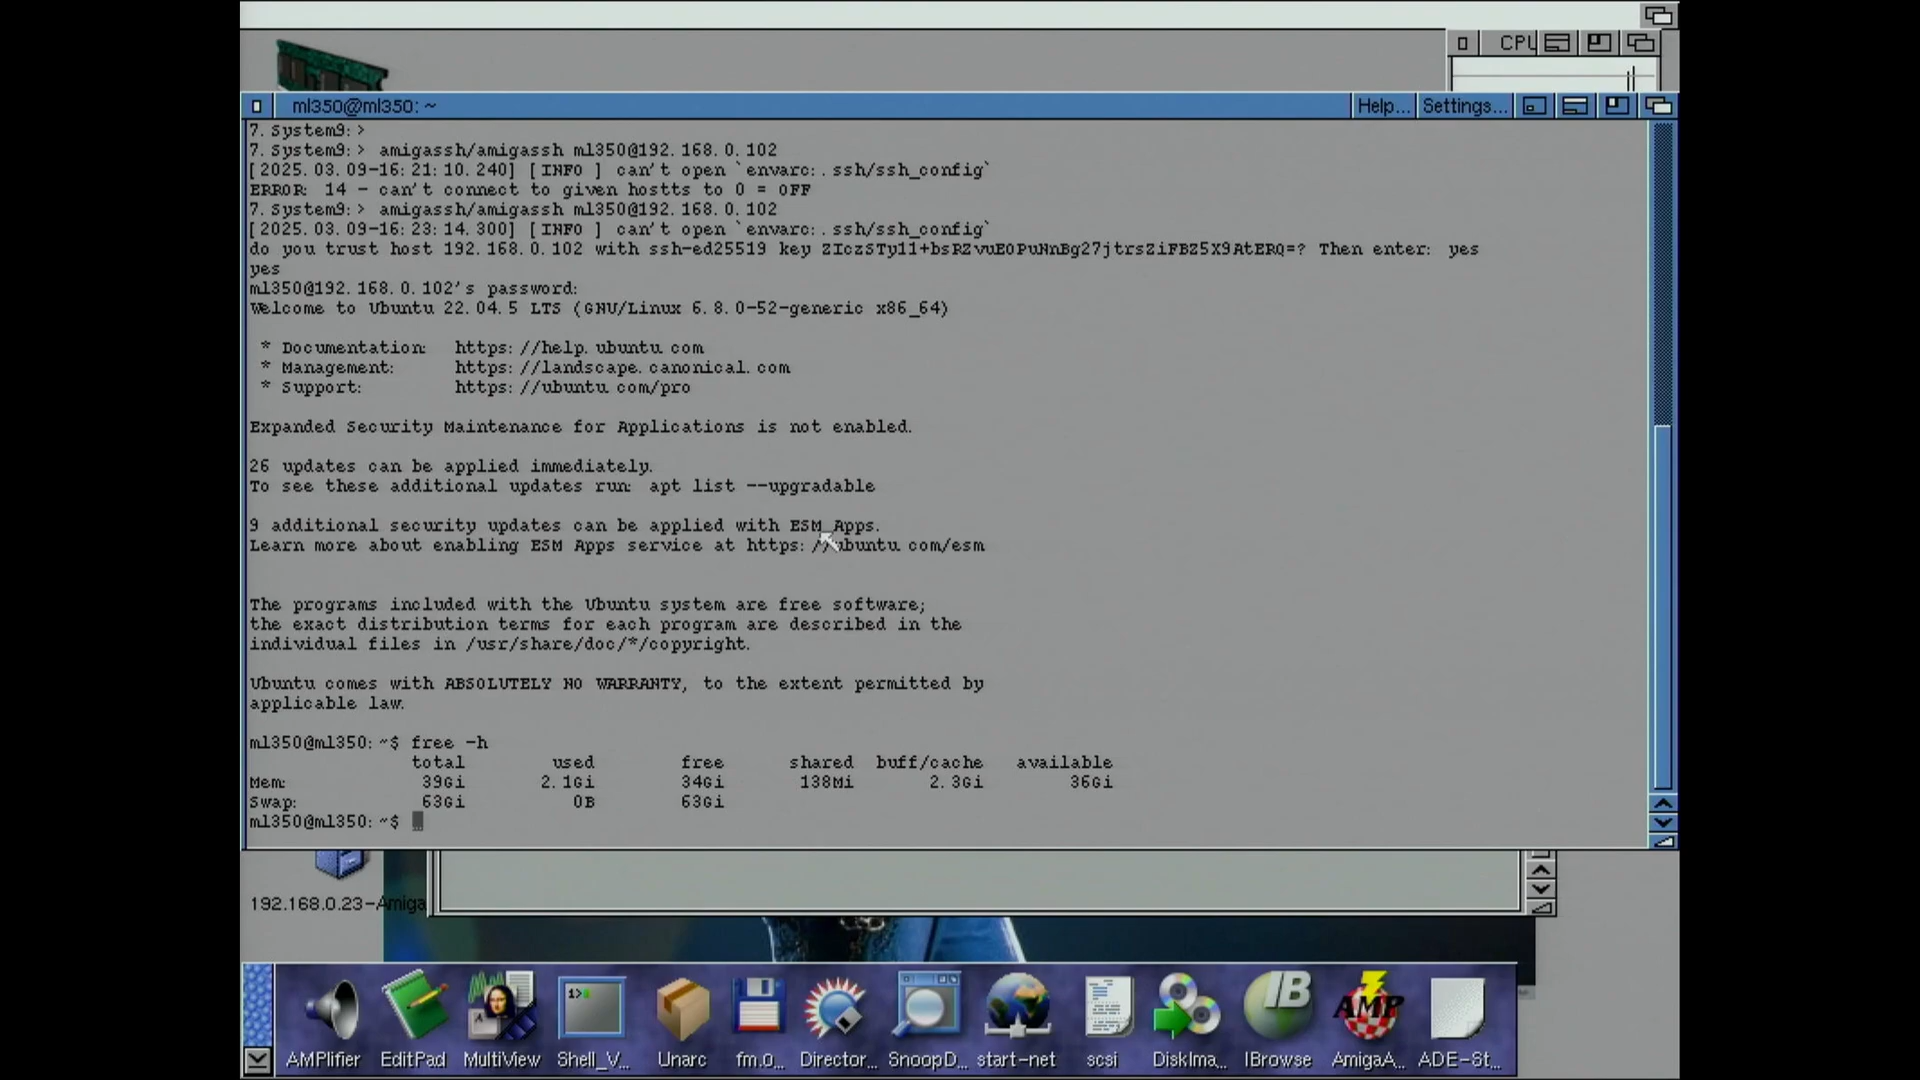 CPU
ml350@ml350: ~
Help... Settings...
7.System9:>
7.System9:> amigassh/amigassh ml350@192.168.0.102
[2025.03.09-16:21:10.240] [INFO ] can't open `envarc:.ssh/ssh_config`
ERROR: 14 - can't connect to given hostts to 0 = OFF
7.System9:> amigassh/amigassh ml350@192.168.0.102
[2025.03.09-16:23:14.300] [INFO ] can't open `envarc:.ssh/ssh_config`
do you trust host 192.168.0.102 with ssh-ed25519 key ZIczSTy11+bsRZvuE0PuNnBg27jtrsZiFBZ5X9AtERQ=? Then enter: yes
yes
ml350@192.168.0.102's password:
Welcome to Ubuntu 22.04.5 LTS (GNU/Linux 6.8.0-52-generic x86_64)
* Documentation: https://help.ubuntu.com
* Management: https://landscape.canonical.com
* Support: https://ubuntu.com/pro
Expanded Security Maintenance for Applications is not enabled.
26 updates can be applied immediately.
To see these additional updates run: apt list --upgradable
9 additional security updates can be applied with ESM Apps.
Learn more about enabling ESM Apps service at https://ubuntu.com/esm
The programs included with the Ubuntu system are free software;
the exact distribution terms for each program are described in the
individual files in /usr/share/doc/*/copyright.
Ubuntu comes with ABSOLUTELY NO WARRANTY, to the extent permitted by
applicable law.
ml350@ml350:~$ free -h
total used free shared buff/cache available
Mem: 39Gi 2.1Gi 34Gi 138Mi 2.3Gi 36Gi
Swap: 63Gi 0B 63Gi
ml350@ml350:~$
192.168.0.23-Amiga
1>
A
IB
AMP
AMPlifier EditPad MultiView Shell_V... Unarc fm.0... Director... SnoopD... start-net scsi DiskIma... IBrowse AmigaA... ADE-St...